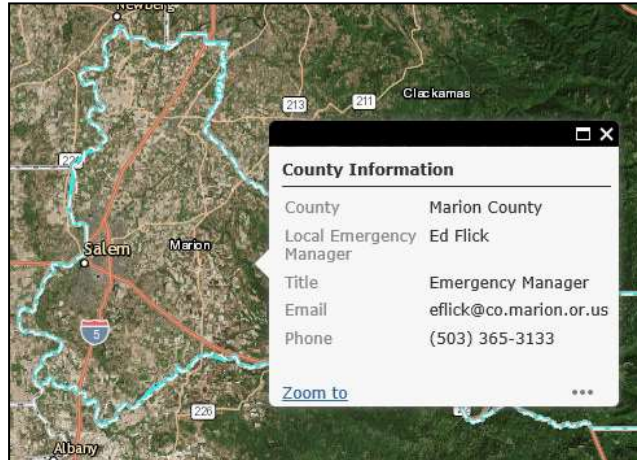 Newberg
213
211
Clackamas
22
County Information
County Marion County
Local Emergency Manager Ed Flick
Title Emergency Manager
Email eflick@co.marion.or.us
Phone (503) 365-3133
Zoom to
Salem
Marion
5
226
Albany